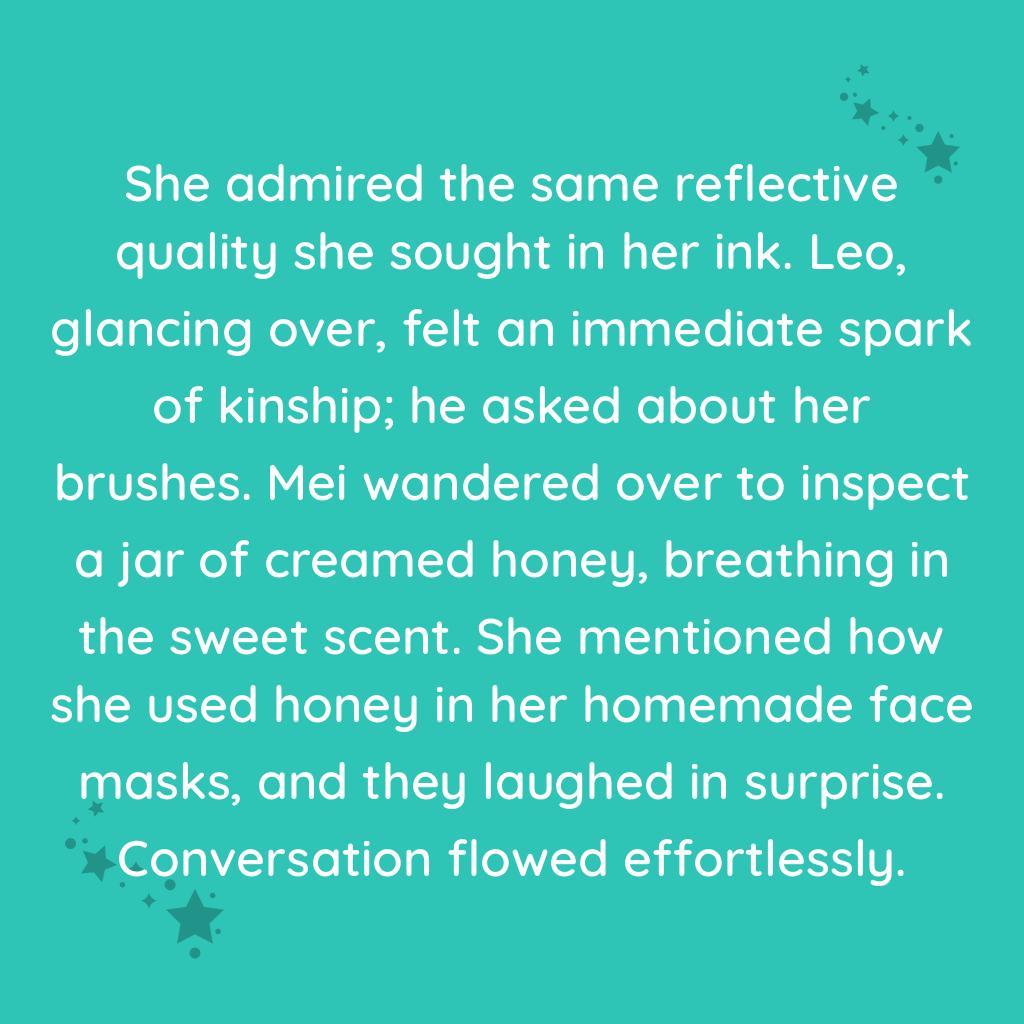 She admired the same reflective
quality she sought in her ink. Leo,
glancing over, felt an immediate spark
of kinship; he asked about her
brushes. Mei wandered over to inspect
a jar of creamed honey, breathing in
the sweet scent. She mentioned how
she used honey in her homemade face
masks, and they laughed in surprise.
Conversation flowed effortlessly.